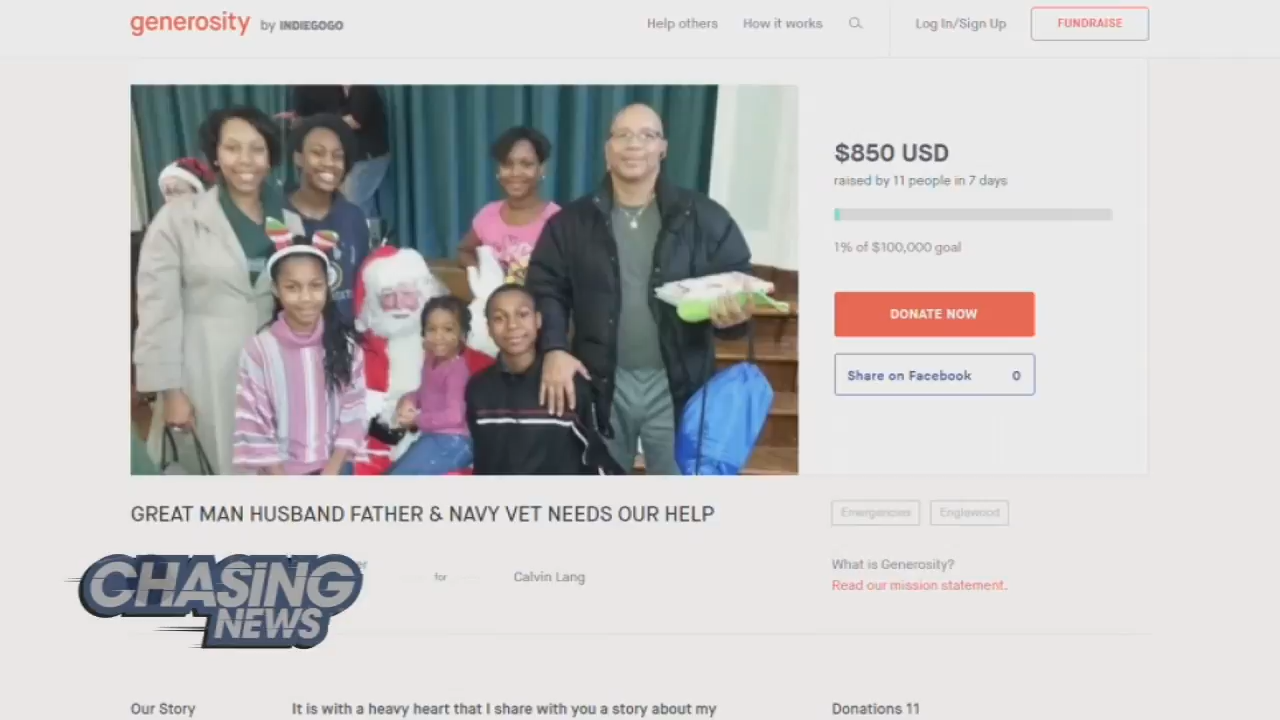 generosity by INDIEGOGO
Help others How it works Log In/Sign Up FUNDRAISE
$850 USD
raised by 11 people in 7 days
1% of $100,000 goal
DONATE NOW
Share on Facebook 0
GREAT MAN HUSBAND FATHER & NAVY VET NEEDS OUR HELP
Emergencies Englewood
for Calvin Lang
What is Generosity?
Read our mission statement.
CHASING
NEWS
Our Story
It is with a heavy heart that I share with you a story about my
Donations 11